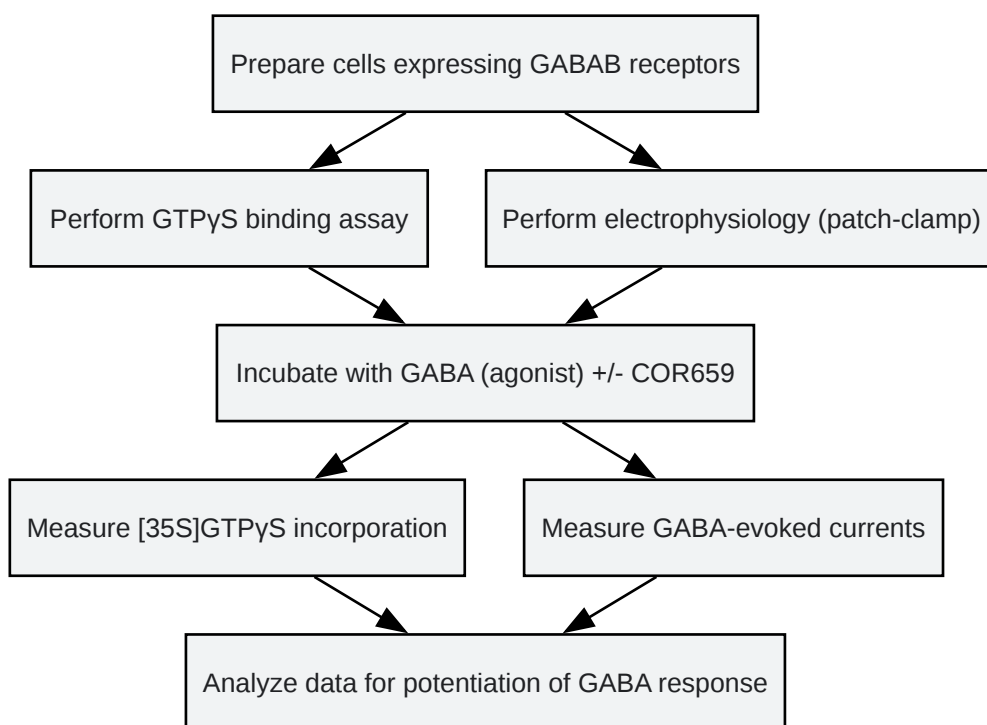 Prepare cells expressing GABAB receptors
Perform GTPγS binding assay
Perform electrophysiology (patch-clamp)
Incubate with GABA (agonist) +/- COR659
Measure [35S]GTPγS incorporation
Measure GABA-evoked currents
Analyze data for potentiation of GABA response